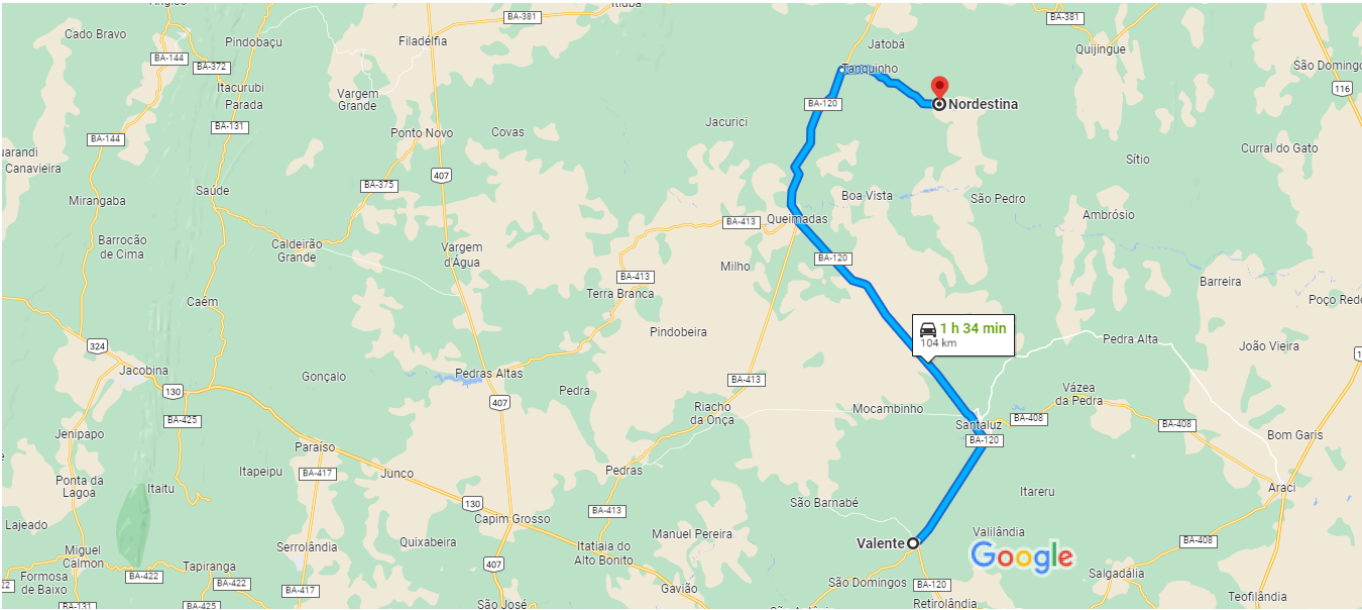 Itiúba
BA-381
BA-381
Cado Bravo
Pindobaçu
Filadélfia
Jatobá
Quijingue
BA-144
BA-372
Tanquinho
São Domingo
Itacurubi
Parada
Vargem
Grande
BA-120
Nordestina
116
BA-131
Ponto Novo
Covas
Jacurici
BA-144
uarandi
Canavieira
407
Sítio
Curral do Gato
BA-375
Mirangaba
Saúde
Boa Vista
São Pedro
Ambrósio
BA-413
Queimadas
Barrocão
de Cima
Caldeirão
Grande
Vargem
d'Água
BA-120
Milho
BA-413
Barreira
Caém
Terra Branca
Poço Redo
Pindobeira
1 h 34 min
104 km
324
Pedra Alta
João Vieira
Jacobina
130
Gonçalo
Pedras Altas
Pedra
BA-413
Vázea
da Pedra
407
Riacho
da Onça
Mocambinho
BA-425
Santaluz
BA-408
BA-408
Jenipapo
Paraíso
BA-120
Bom Garis
Ponta da
Lagoa
Itaitu
Itapeipu
BA-417
Junco
Pedras
Araci
Itareru
130
São Barnabé
BA-413
Lajeado
Capim Grosso
Manuel Pereira
Valilândia
Valente
Google
BA-408
Miguel
Calmon
Serrolândia
Quixabeira
Itatiaia do
Alto Bonito
407
Tapiranga
BA-422
BA-422
22
Formosa
de Baixo
BA-417
Gavião
São Domingos
BA-120
Salgadália
Teofilândia
BA-131
BA-425
São José
Retirolândia